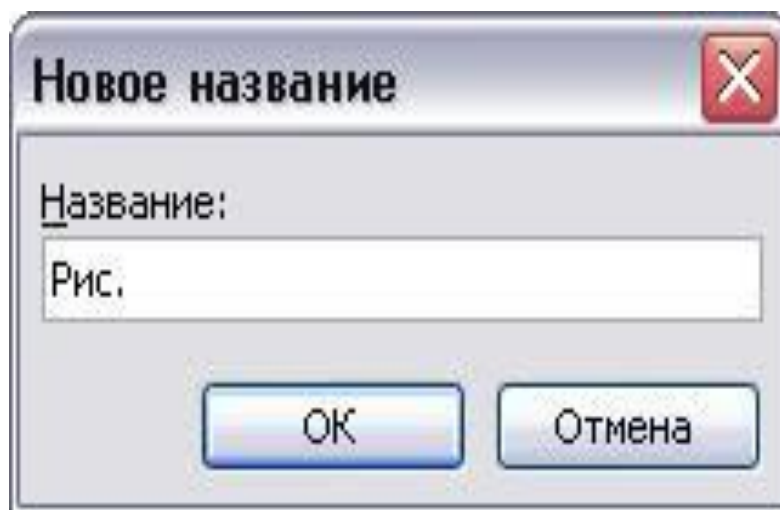 Новое название
Название:
Рис.
ОК
Отмена